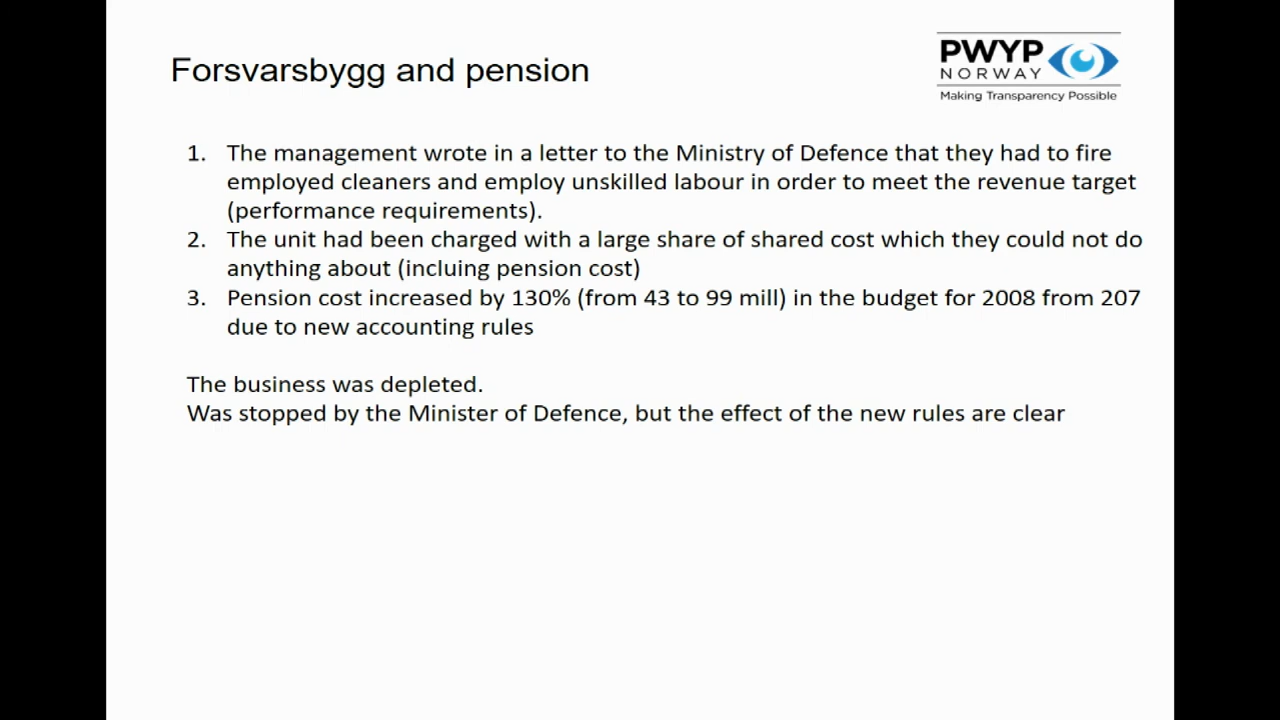 Forsvarsbygg and pension
PWYP
NORWAY
Making Transparency Possible
1. The management wrote in a letter to the Ministry of Defence that they had to fire
employed cleaners and employ unskilled labour in order to meet the revenue target
(performance requirements).
2. The unit had been charged with a large share of shared cost which they could not do
anything about (incluing pension cost)
3. Pension cost increased by 130% (from 43 to 99 mill) in the budget for 2008 from 207
due to new accounting rules
The business was depleted.
Was stopped by the Minister of Defence, but the effect of the new rules are clear